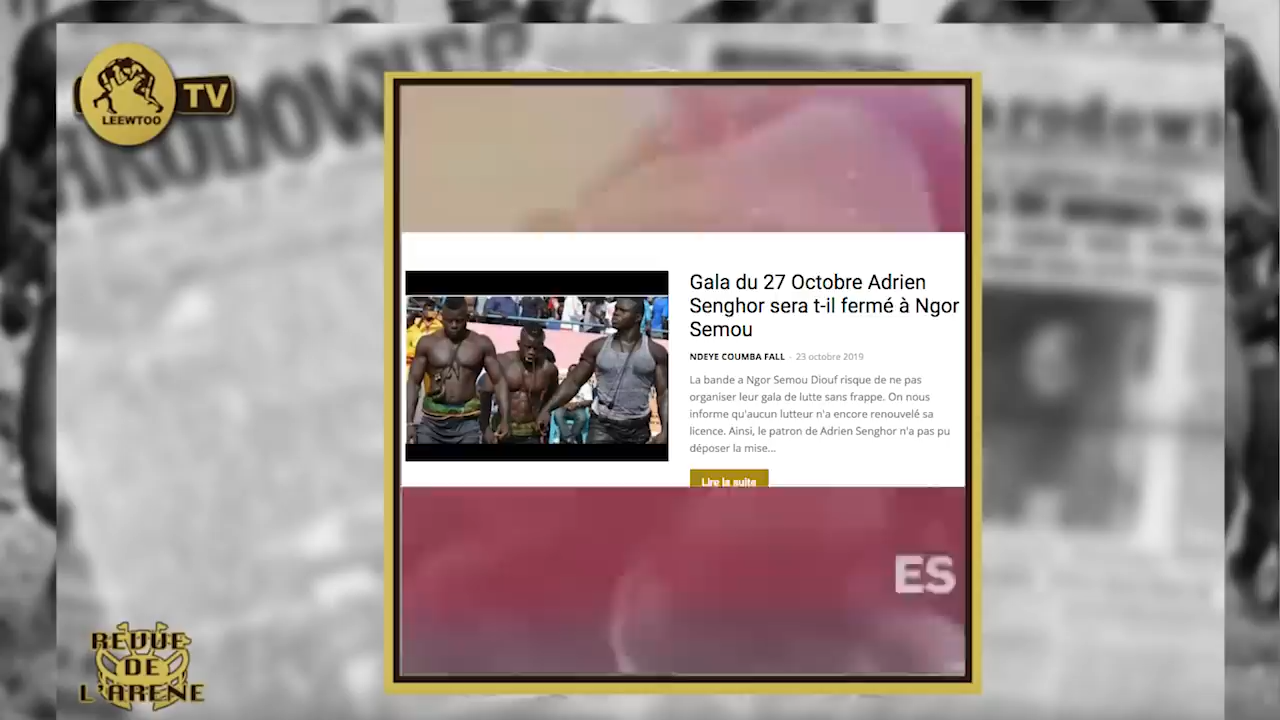 LEEWTOO
TV
Gala du 27 Octobre Adrien
Senghor sera t-il fermé à Ngor
Semou
NDEYE COUMBA FALL - 23 octobre 2019
La bande a Ngor Semou Diouf risque de ne pas
organiser leur gala de lutte sans frappe. On nous
informe qu'aucun lutteur n'a encore renouvelé sa
licence. Ainsi, le patron de Adrien Senghor n'a pas pu
déposer la mise...
Lire la suite
ES
REVUE
DE
L'ARENE